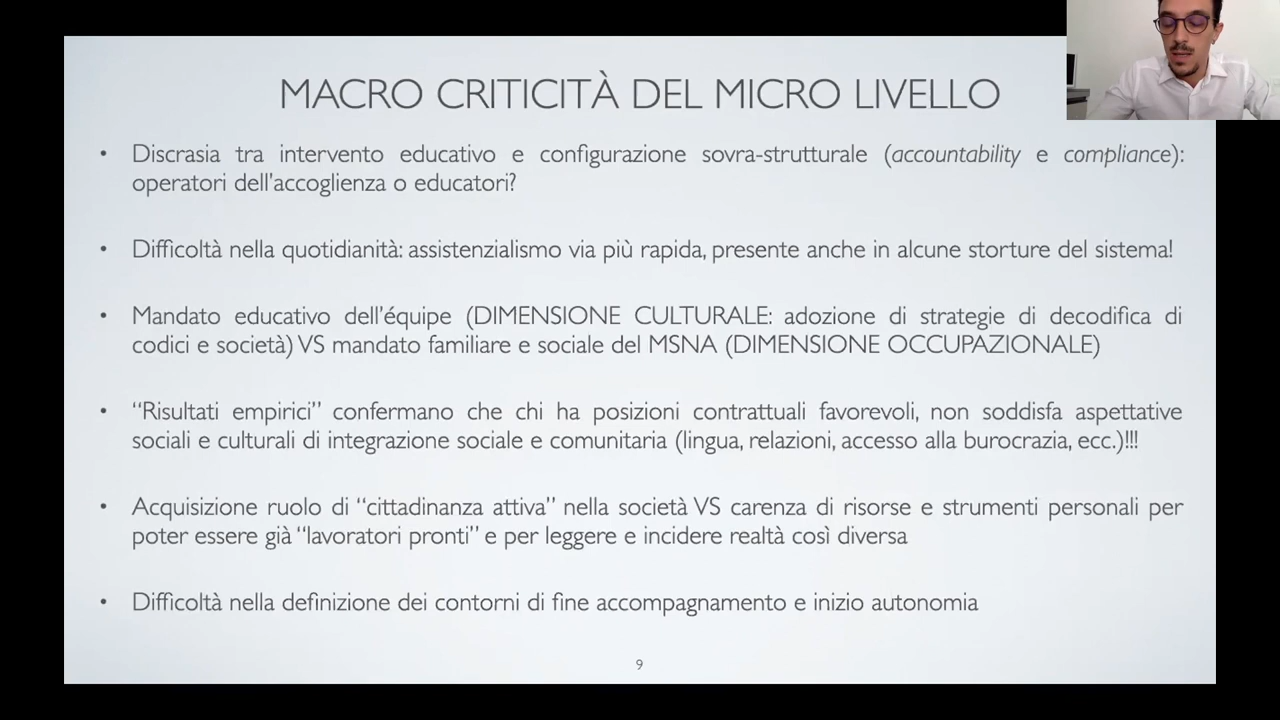 MACRO CRITICITÀ DEL MICRO LIVELLO
• Discrasia tra intervento educativo e configurazione sovra-strutturale (accountability e compliance):
operatori dell’accoglienza o educatori?
• Difficoltà nella quotidianità: assistenzialismo via più rapida, presente anche in alcune storture del sistema!
• Mandato educativo dell’équipe (DIMENSIONE CULTURALE: adozione di strategie di decodifica di
codici e società) VS mandato familiare e sociale del MSNA (DIMENSIONE OCCUPAZIONALE)
• “Risultati empirici” confermano che chi ha posizioni contrattuali favorevoli, non soddisfa aspettative
sociali e culturali di integrazione sociale e comunitaria (lingua, relazioni, accesso alla burocrazia, ecc.)!!!
• Acquisizione ruolo di “cittadinanza attiva” nella società VS carenza di risorse e strumenti personali per
poter essere già “lavoratori pronti” e per leggere e incidere realtà così diversa
• Difficoltà nella definizione dei contorni di fine accompagnamento e inizio autonomia
9